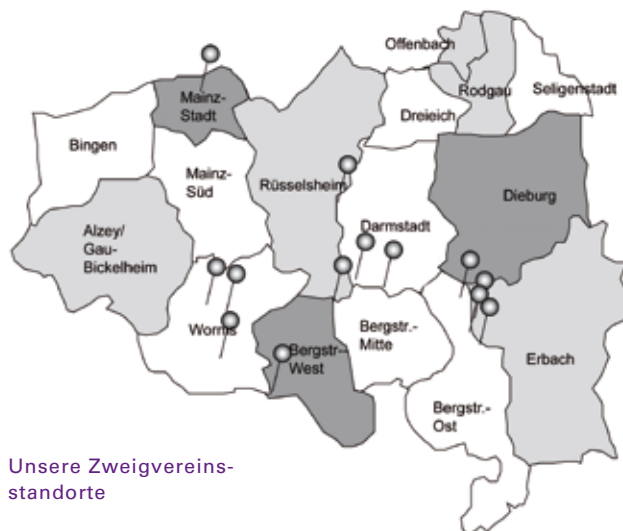 Offenbach
Mainz-
Stadt
Rodgau
Seligenstadt
Dreieich
Bingen
Mainz-
Süd
Rüsselsheim
Dieburg
Alzey/
Gau-
Bickelheim
Darmstadt
Worms
Bergstr.-
West
Bergstr.-
Mitte
Erbach
Bergstr.-
Ost
Unsere Zweigvereins-
standorte